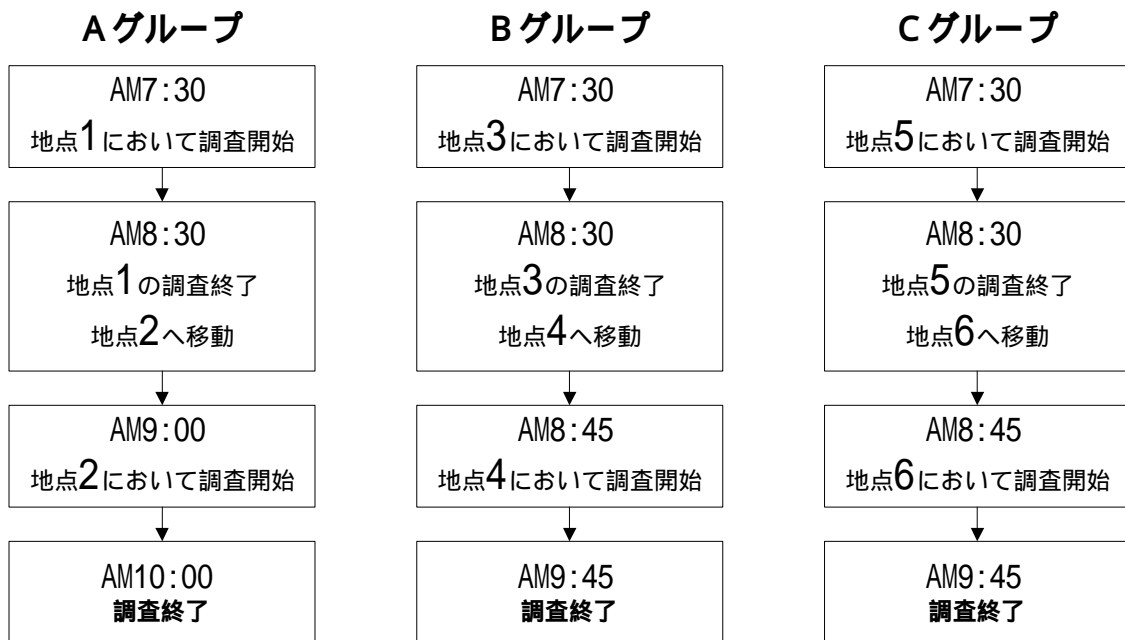 Aグループ
AM7:30
地点1において調査開始
AM8:30
地点1の調査終了
地点2へ移動
AM9:00
地点2において調査開始
AM10:00
調査終了
Bグループ
AM7:30
地点3において調査開始
AM8:30
地点3の調査終了
地点4へ移動
AM8:45
地点4において調査開始
AM9:45
調査終了
Cグループ
AM7:30
地点5において調査開始
AM8:30
地点5の調査終了
地点6へ移動
AM8:45
地点6において調査開始
AM9:45
調査終了